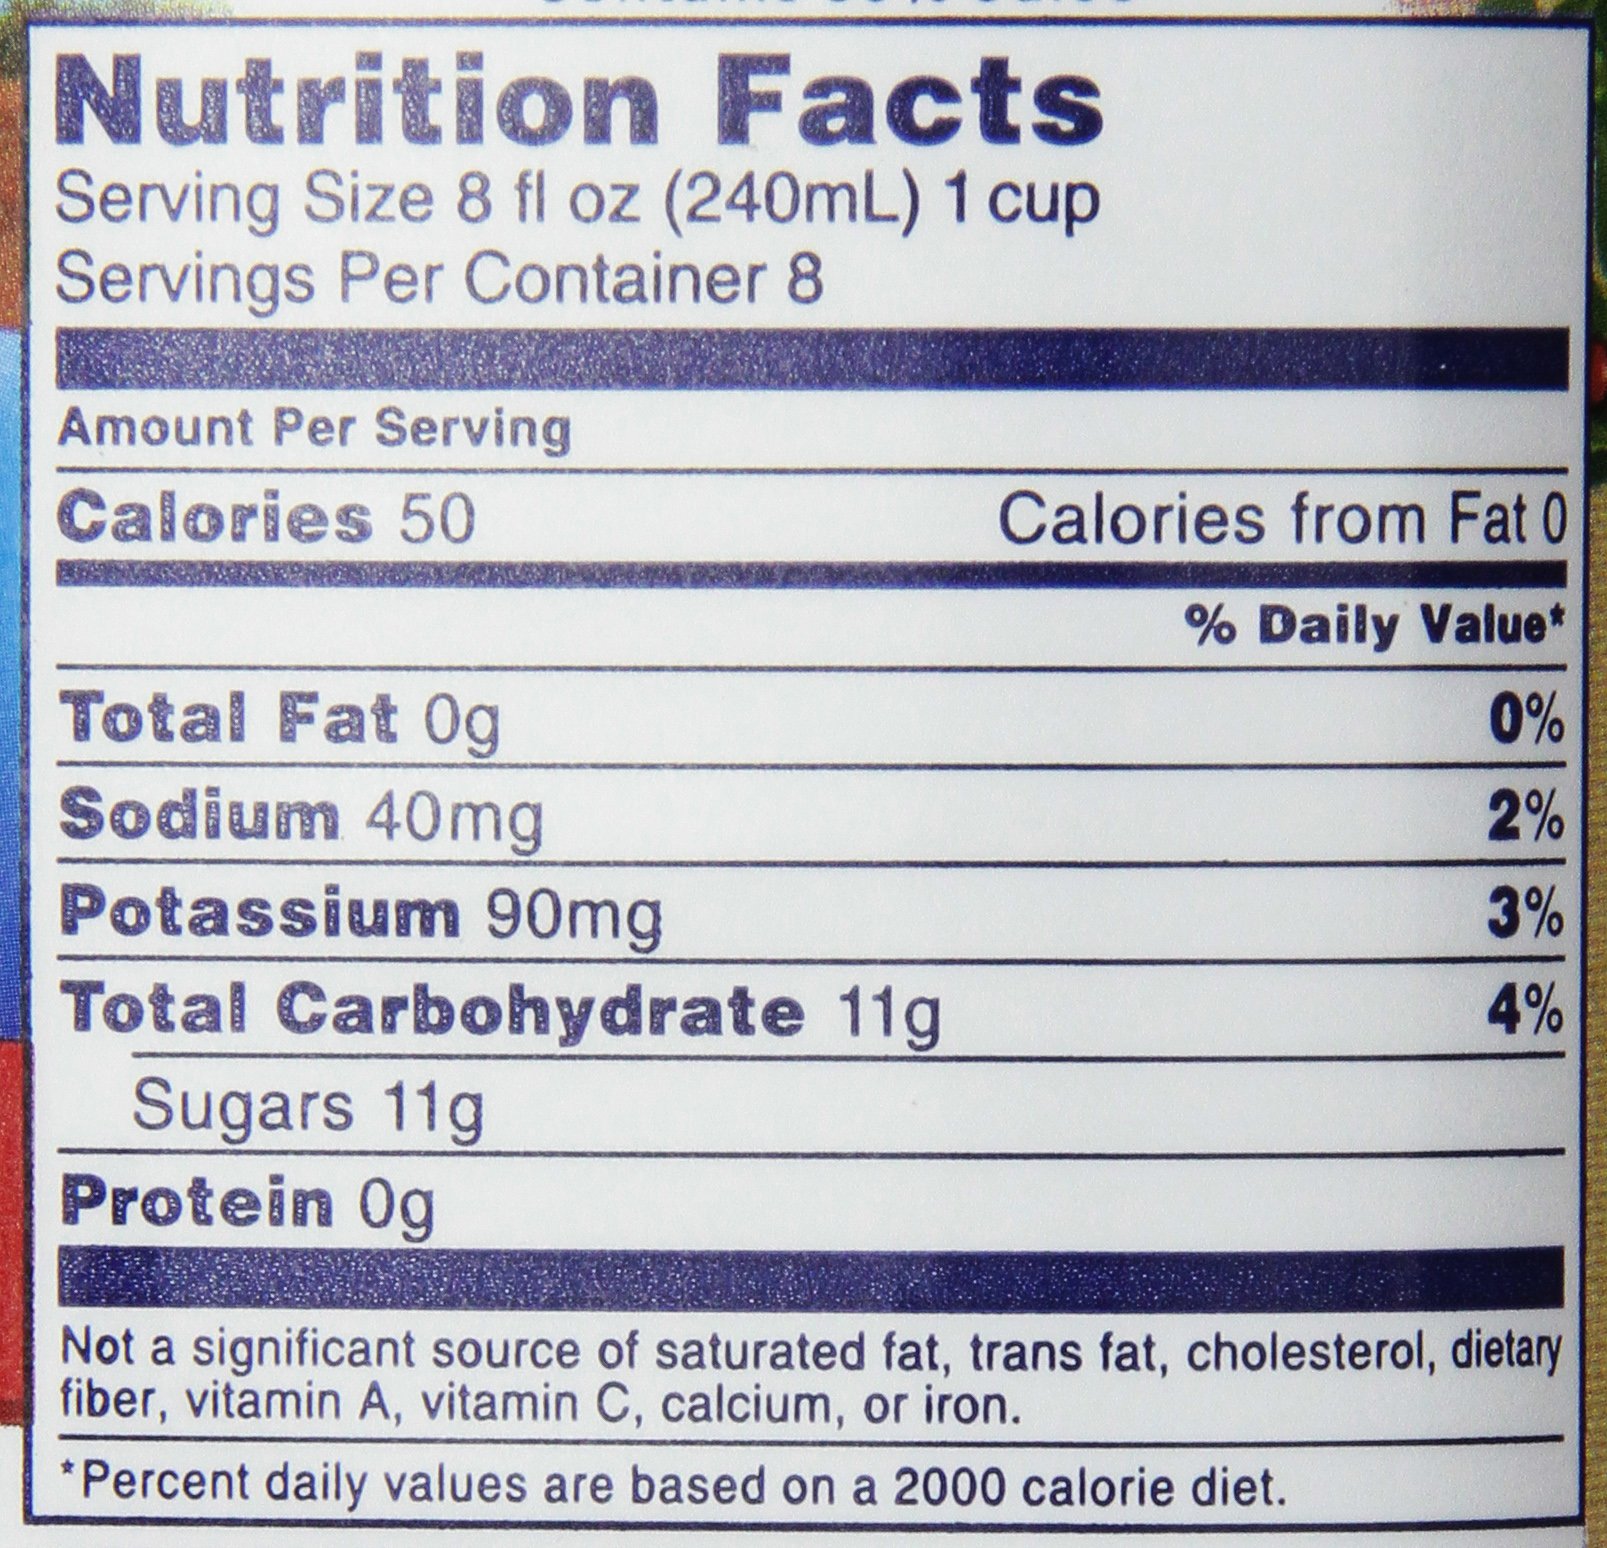 Nutrition Facts
Serving Size 8 fl oz (240mL) 1 cup
Servings Per Container 8
Amount Per Serving
Calories 50 Calories from Fat 0
% Daily Value*
Total Fat 0g 0%
Sodium 40mg 2%
Potassium 90mg 3%
Total Carbohydrate 11g 4%
Sugars 11g
Protein 0g
Not a significant source of saturated fat, trans fat, cholesterol, dietary
fiber, vitamin A, vitamin C, calcium, or iron.
*Percent daily values are based on a 2000 calorie diet.